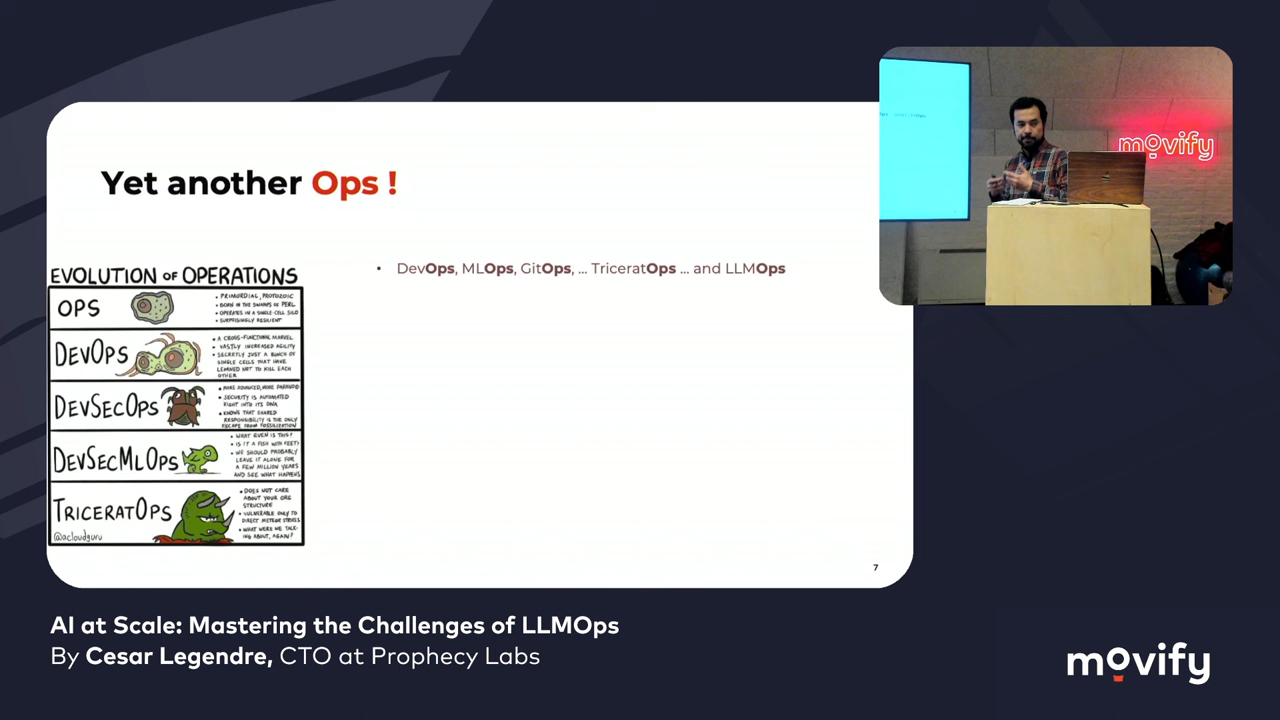 Yet another Ops !
EVOLUTION OF OPERATIONS
OPS
• PRIMORDIAL, PROTOZOIC
• BORN IN THE SWAMPS OF PERL
• OPERATES IN A SINGLE-CELL SILO
• SURPRISINGLY RESILIENT
DEVOPS
• A CROSS-FUNCTIONAL MARVEL
• VASTLY INCREASED AGILITY
• SECRETLY JUST A BUNCH OF
SINGLE CELLS THAT HAVE
LEARNED NOT TO KILL EACH
OTHER
DEVSECOPS
• MORE ADVANCED, MORE PARANOID
• SECURITY IS AUTOMATED
RIGHT INTO ITS DNA
• KNOWS THAT SHARED
RESPONSIBILITY IS THE ONLY
ESCAPE FROM FOSSILIZATION
DEVSECMLOPS
• WHAT EVEN IS THIS?
• IS IT A FISH WITH FEET?
• WE SHOULD PROBABLY
LEAVE IT ALONE FOR
A FEW MILLION YEARS
AND SEE WHAT HAPPENS
TRICERATOPS
@acloudguru
• DOES NOT CARE
ABOUT YOUR ORG
STRUCTURE
• VULNERABLE ONLY TO
DIRECT METEOR STRIKES
• WHAT WERE WE TALK-
ING ABOUT, AGAIN?
• DevOps, MLOps, GitOps, ... TriceratOps ... and LLMOps
7
movify
AI at Scale: Mastering the Challenges of LLMOps
By Cesar Legendre, CTO at Prophecy Labs
movify